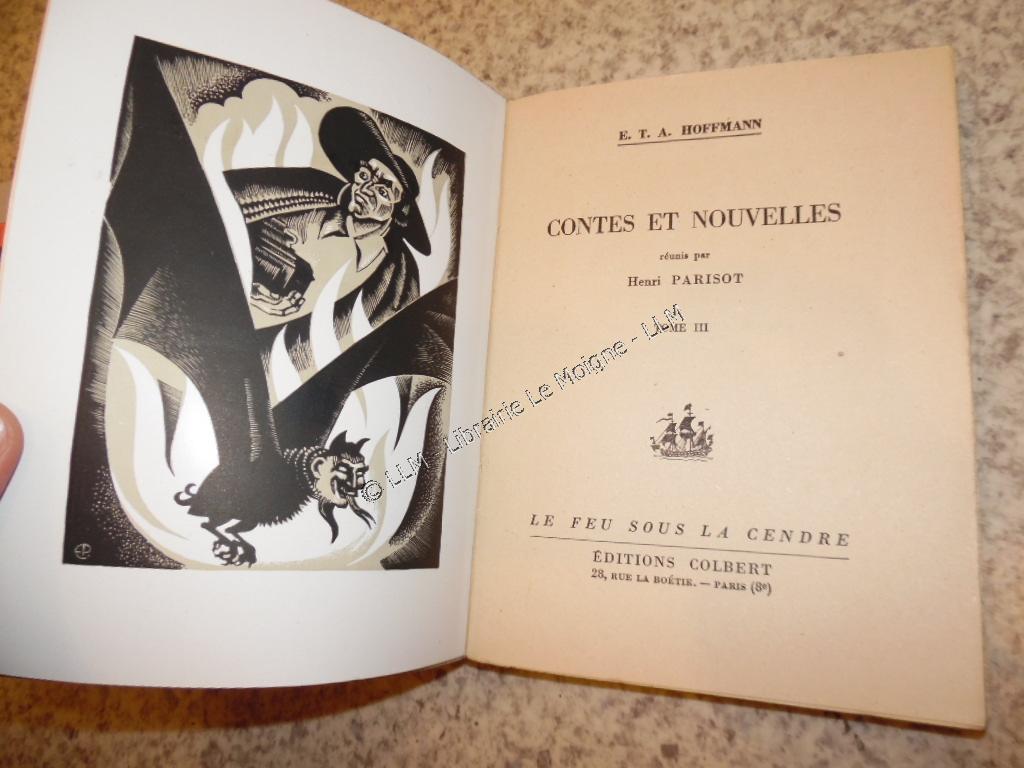 E. T. A. HOFFMANN
CONTES ET NOUVELLES
réunis par
Henri PARISOT
TOME III
LE FEU SOUS LA CENDRE
ÉDITIONS COLBERT
28, RUE LA BOÉTIE. — PARIS (8e)
© LLM - Librairie Le Moigne - LLM